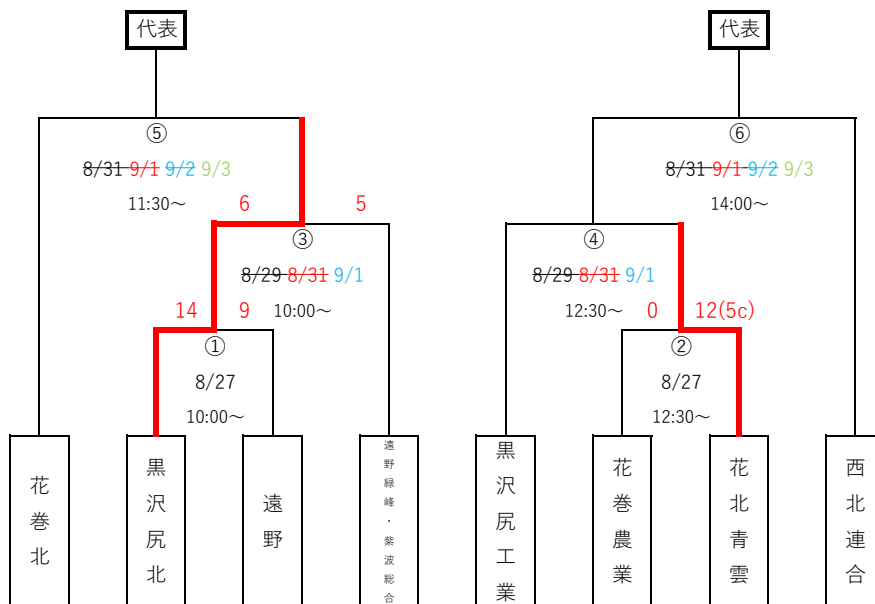 代表
代表
⑤
⑥
8/31 9/1 9/2 9/3
8/31 9/1 9/2 9/3
11:30～
14:00～
6
5
③
④
8/29 8/31 9/1
8/29 8/31 9/1
14
9
10:00～
12:30～
0
12(5c)
①
②
8/27
8/27
10:00～
12:30～
花巻北
黒沢尻北
遠野
遠野緑峰・紫波総合
黒沢尻工業
花巻農業
花北青雲
西北連合